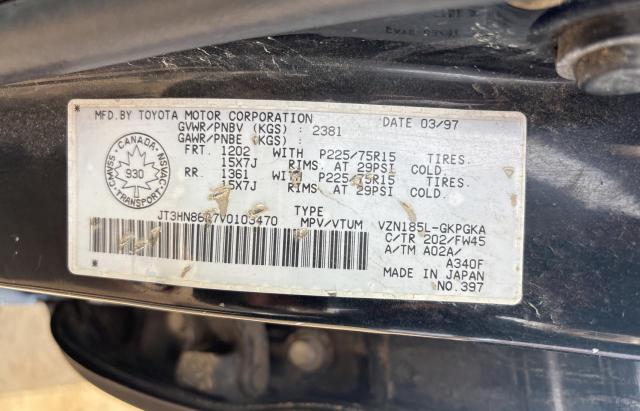 MFD.BY TOYOTA MOTOR CORPORATION DATE 03/97
GVWR/PNBV (KGS) : 2381
GAWR/PNBE (KGS) :
FRT. 1202 WITH P225/75R15 TIRES.
15X7J RIMS AT 29PSI COLD.
RR. 1361 WITH P225/75R15 TIRES.
15X7J RIMS AT 29PSI COLD.
CANADA
CMVSS 930 NSVAC
TRANSPORT
TYPE
MPV/VTUM
VZN185L-GKPGKA
C/TR 202/FW45
A/TM A02A/
A340F
MADE IN JAPAN
NO.397